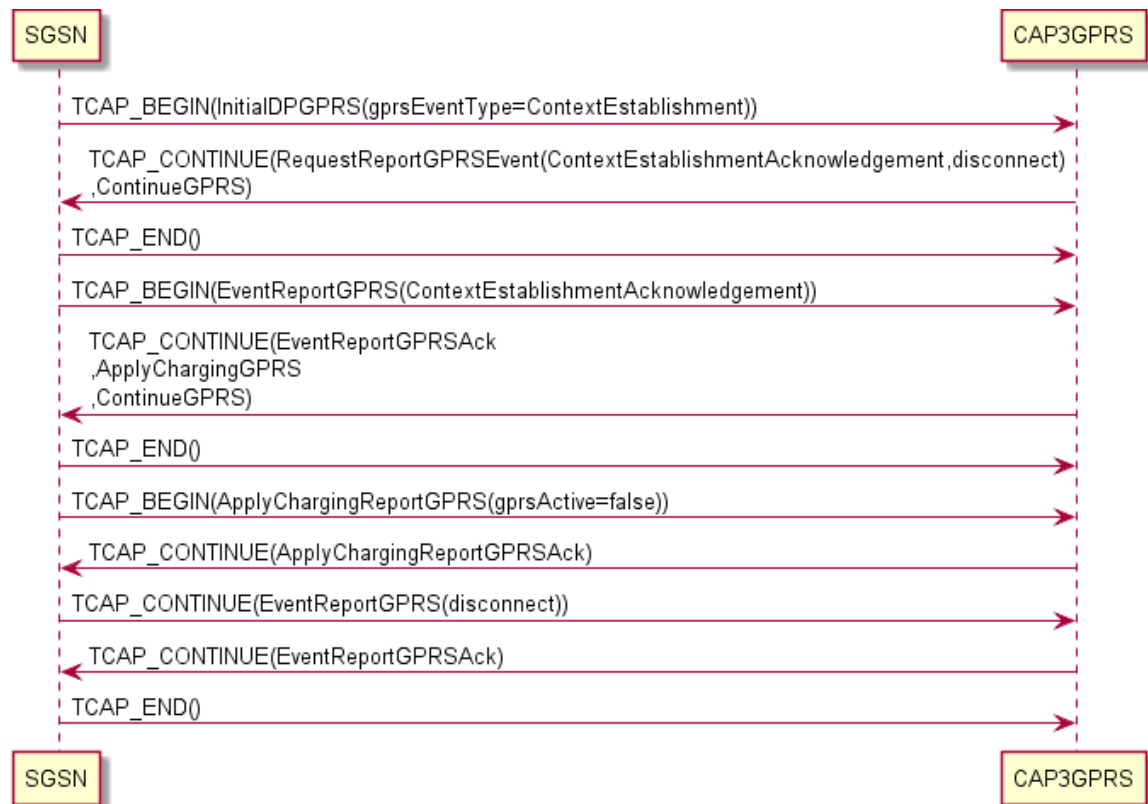 SGSN
CAP3GPRS
TCAP_BEGIN(InitialDPGPRS(gprsEventType=ContextEstablishment))
TCAP_CONTINUE(RequestReportGPRSEvent(ContextEstablishmentAcknowledgement,disconnect)
,ContinueGPRS)
TCAP_END()
TCAP_BEGIN(EventReportGPRS(ContextEstablishmentAcknowledgement))
TCAP_CONTINUE(EventReportGPRSAck
,ApplyChargingGPRS
,ContinueGPRS)
TCAP_END()
TCAP_BEGIN(ApplyChargingReportGPRS(gprsActive=false))
TCAP_CONTINUE(ApplyChargingReportGPRSAck)
TCAP_CONTINUE(EventReportGPRS(disconnect))
TCAP_CONTINUE(EventReportGPRSAck)
TCAP_END()
SGSN
CAP3GPRS